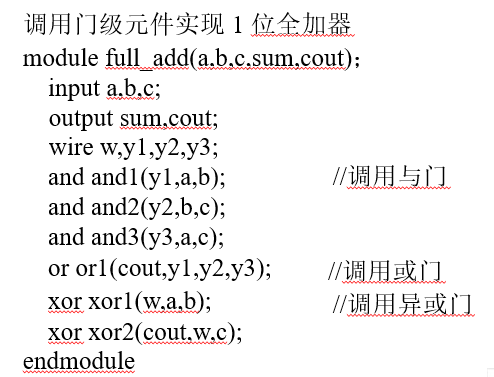 调用门级元件实现 1 位全加器
module full_add(a,b,c,sum,cout);
input a,b,c;
output sum,cout;
wire w,y1,y2,y3;
and and1(y1,a,b); //调用与门
and and2(y2,b,c);
and and3(y3,a,c);
or or1(cout,y1,y2,y3); //调用或门
xor xor1(w,a,b); //调用异或门
xor xor2(cout,w,c);
endmodule